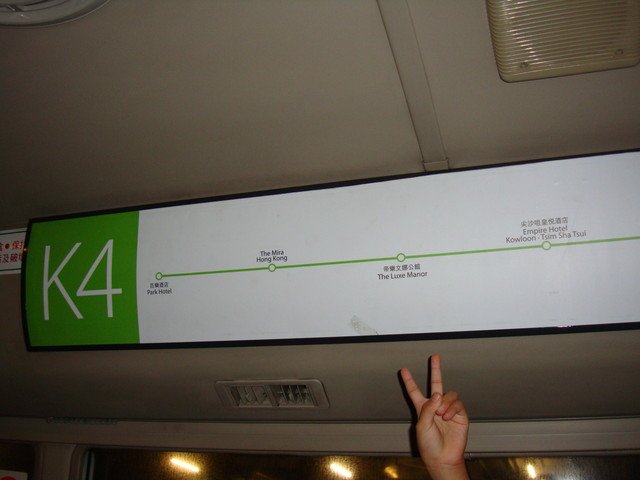 K4
百樂酒店
Park Hotel
The Mira
Hong Kong
帝樂文娜公館
The Luxe Manor
尖沙咀皇悅酒店
Empire Hotel
Kowloon - Tsim Sha Tsui